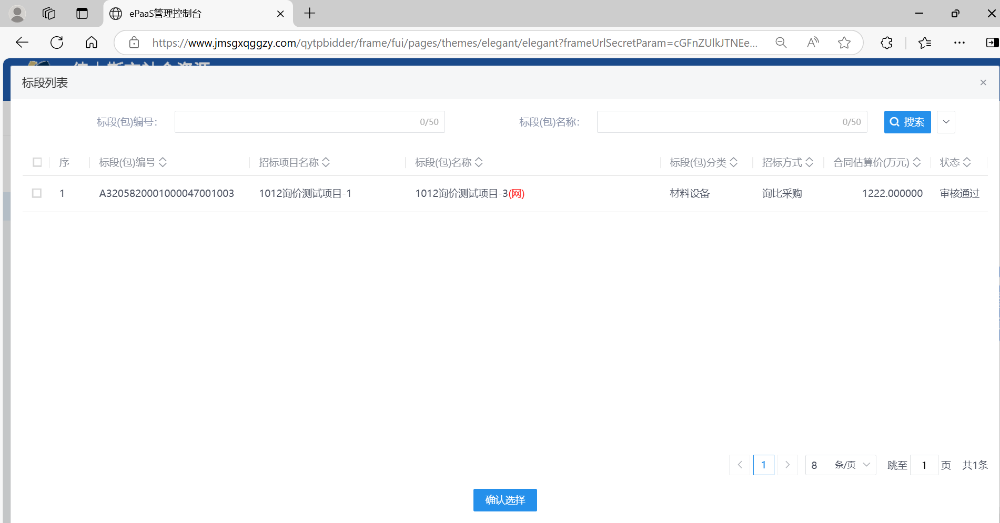 ePaaS管理控制台
https://www.jmsgxqggzy.com/qytpbidder/frame/fui/pages/themes/elegant/elegant?frameUrlSecretParam=cGFnZUlkJTNEe...
标段列表
标段(包)编号: 0/50 标段(包)名称: 0/50 搜索
序 标段(包)编号 招标项目名称 标段(包)名称 标段(包)分类 招标方式 合同估算价(万元) 状态
1 A3205820001000047001003 1012询价测试项目-1 1012询价测试项目-3(网) 材料设备 询比采购 1222.000000 审核通过
1 8 条/页 跳至 1 页 共1条
确认选择